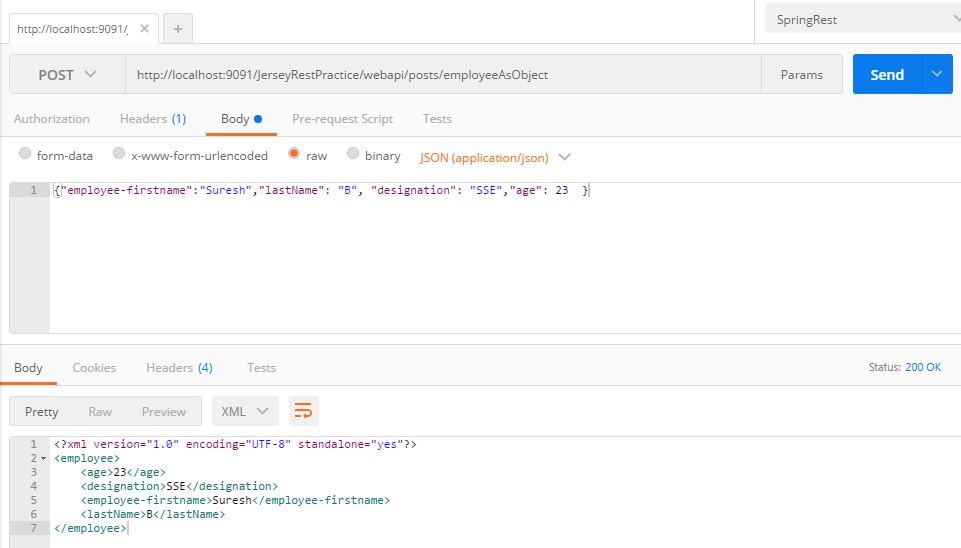 http://localhost:9091/j ✕ +
SpringRest
POST http://localhost:9091/JerseyRestPractice/webapi/posts/employeeAsObject Params Send
Authorization Headers (1) Body Pre-request Script Tests
form-data x-www-form-urlencoded raw binary JSON (application/json)
1 {"employee-firstname":"Suresh","lastName": "B", "designation": "SSE","age": 23 }
Body Cookies Headers (4) Tests Status: 200 OK
Pretty Raw Preview XML
1 <?xml version="1.0" encoding="UTF-8" standalone="yes"?>
2 <employee>
3 <age>23</age>
4 <designation>SSE</designation>
5 <employee-firstname>Suresh</employee-firstname>
6 <lastName>B</lastName>
7 </employee>